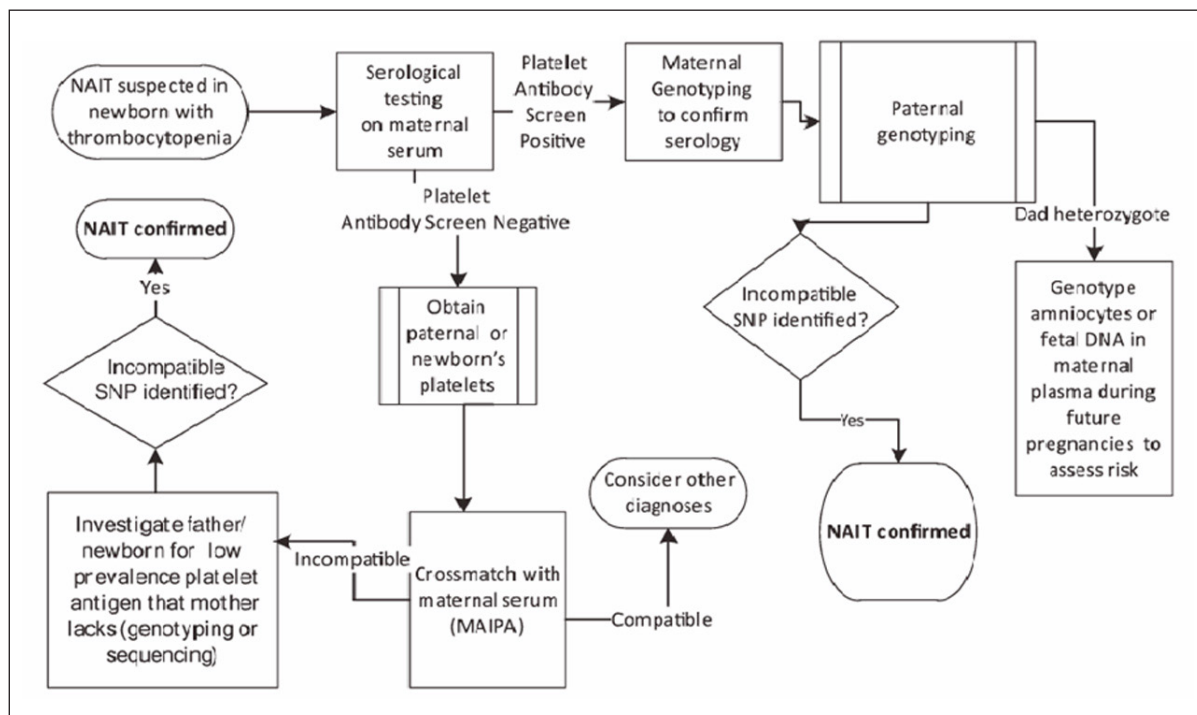 NAIT suspected in
newborn with
thrombocytopenia
Serological
testing
on maternal
serum
Platelet
Antibody
Screen
Positive
Maternal
Genotyping
to confirm
serology
Paternal
genotyping
Dad heterozygote
Genotype
amniocytes or
fetal DNA in
maternal
plasma during
future
pregnancies to
assess risk
Incompatible
SNP identified?
Yes
NAIT confirmed
Platelet
Antibody Screen Negative
Obtain
paternal or
newborn's
platelets
Crossmatch with
maternal serum
(MAIPA)
Compatible
Consider other
diagnoses
Incompatible
Investigate father/
newborn for low
prevalence platelet
antigen that mother
lacks (genotyping or
sequencing)
Incompatible
SNP identified?
Yes
NAIT confirmed